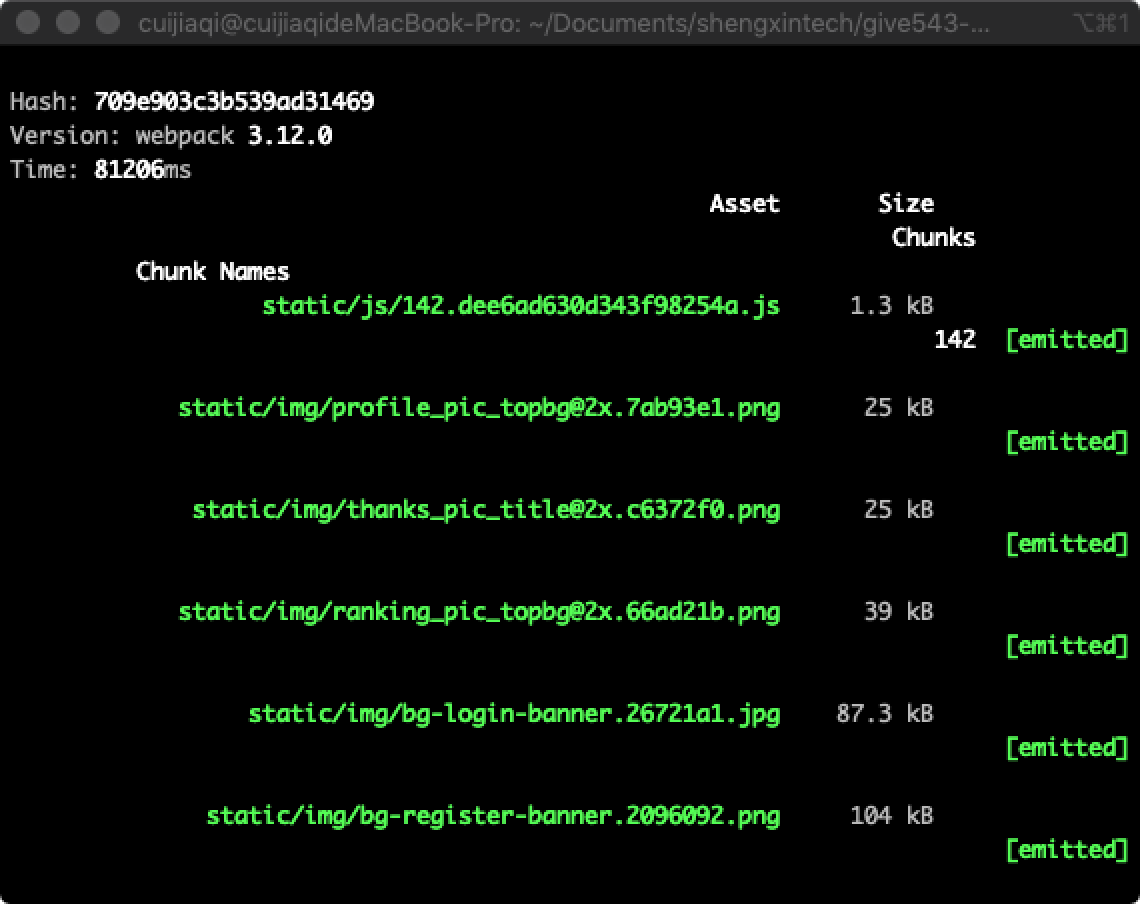 cuijiaqi@cuijiaqideMacBook-Pro: ~/Documents/shengxintech/give543-... ⌥⌘1
Hash: 709e903c3b539ad31469
Version: webpack 3.12.0
Time: 81206ms
Asset Size
Chunks
Chunk Names
static/js/142.dee6ad630d343f98254a.js 1.3 kB
142 [emitted]
static/img/profile_pic_topbg@2x.7ab93e1.png 25 kB
[emitted]
static/img/thanks_pic_title@2x.c6372f0.png 25 kB
[emitted]
static/img/ranking_pic_topbg@2x.66ad21b.png 39 kB
[emitted]
static/img/bg-login-banner.26721a1.jpg 87.3 kB
[emitted]
static/img/bg-register-banner.2096092.png 104 kB
[emitted]